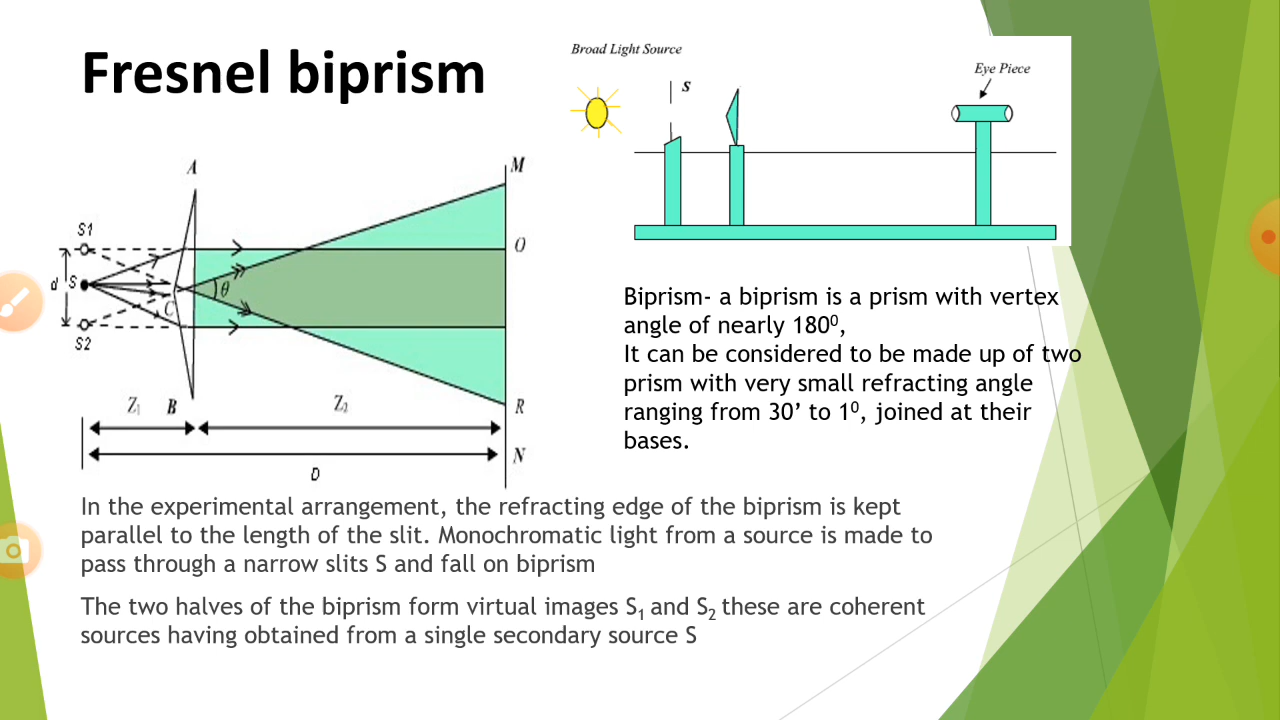 Fresnel biprism
Broad Light Source
S
Eye Piece
A
M
S1
O
d
S
θ
C
S2
Z₁
B
Z₂
R
N
D
Biprism- a biprism is a prism with vertex
angle of nearly 180⁰,
It can be considered to be made up of two
prism with very small refracting angle
ranging from 30’ to 1⁰, joined at their
bases.
In the experimental arrangement, the refracting edge of the biprism is kept
parallel to the length of the slit. Monochromatic light from a source is made to
pass through a narrow slits S and fall on biprism
The two halves of the biprism form virtual images S₁ and S₂ these are coherent
sources having obtained from a single secondary source S